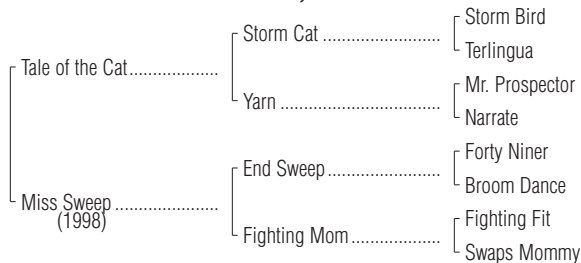 Storm Bird
Storm Cat ..........................
Terlingua
Tale of the Cat...................
Mr. Prospector
Yarn ...................................
Narrate
Forty Niner
End Sweep.........................
Broom Dance
Miss Sweep ......................
(1998)
Fighting Fit
Fighting Mom....................
Swaps Mommy